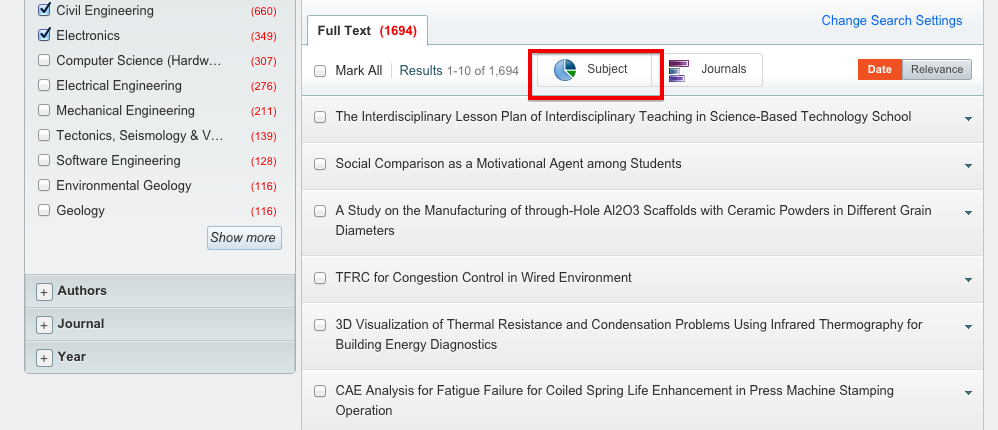 Civil Engineering (660)
Electronics (349)
Computer Science (Hardw... (307)
Electrical Engineering (276)
Mechanical Engineering (211)
Tectonics, Seismology & V... (139)
Software Engineering (128)
Environmental Geology (116)
Geology (116)
Show more
+ Authors
+ Journal
+ Year
Change Search Settings
Full Text (1694)
Mark All Results 1-10 of 1,694 Subject Journals Date Relevance
The Interdisciplinary Lesson Plan of Interdisciplinary Teaching in Science-Based Technology School
Social Comparison as a Motivational Agent among Students
A Study on the Manufacturing of through-Hole Al2O3 Scaffolds with Ceramic Powders in Different Grain
Diameters
TFRC for Congestion Control in Wired Environment
3D Visualization of Thermal Resistance and Condensation Problems Using Infrared Thermography for
Building Energy Diagnostics
CAE Analysis for Fatigue Failure for Coiled Spring Life Enhancement in Press Machine Stamping
Operation